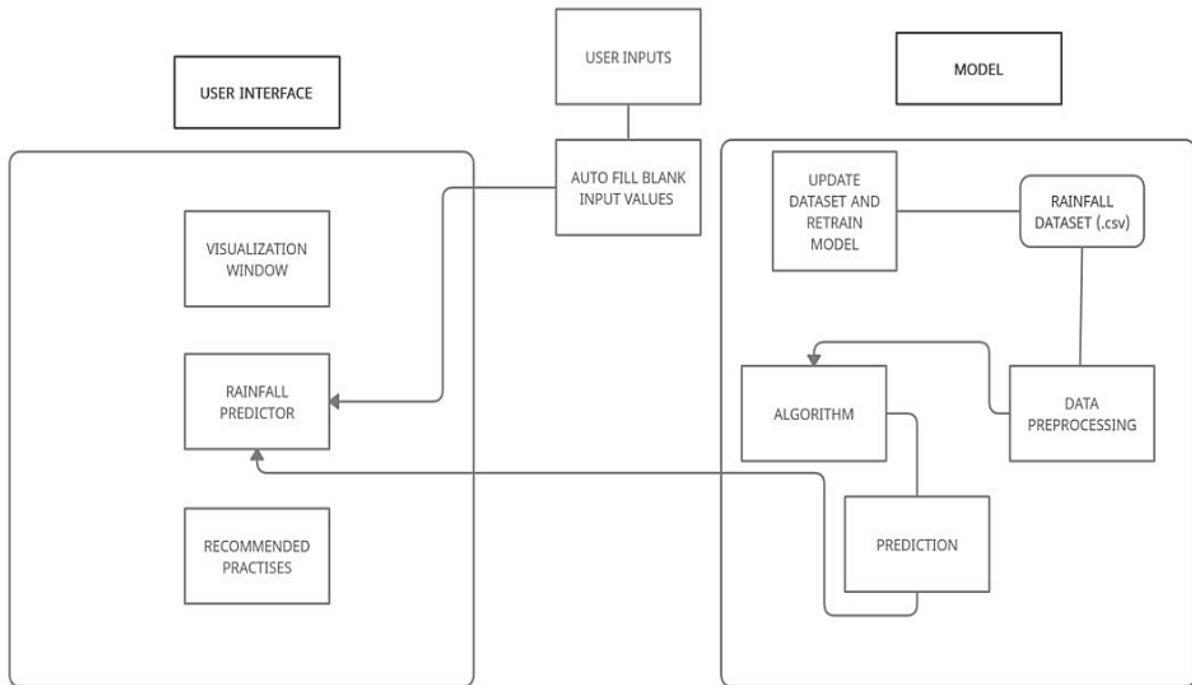 USER INTERFACE
USER INPUTS
MODEL
AUTO FILL BLANK
INPUT VALUES
VISUALIZATION
WINDOW
RAINFALL
PREDICTOR
RECOMMENDED
PRACTISES
UPDATE
DATASET AND
RETRAIN
MODEL
RAINFALL
DATASET (.csv)
ALGORITHM
DATA
PREPROCESSING
PREDICTION